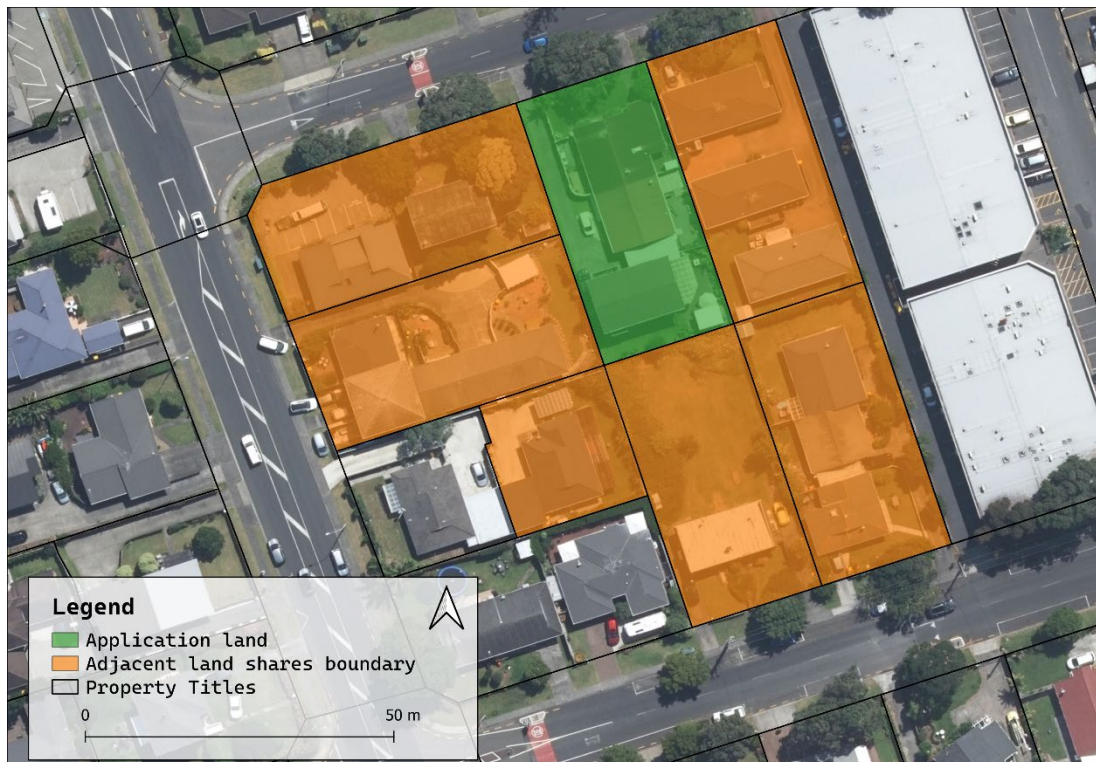 Legend
Application land
Adjacent land shares boundary
Property Titles
0 50 m